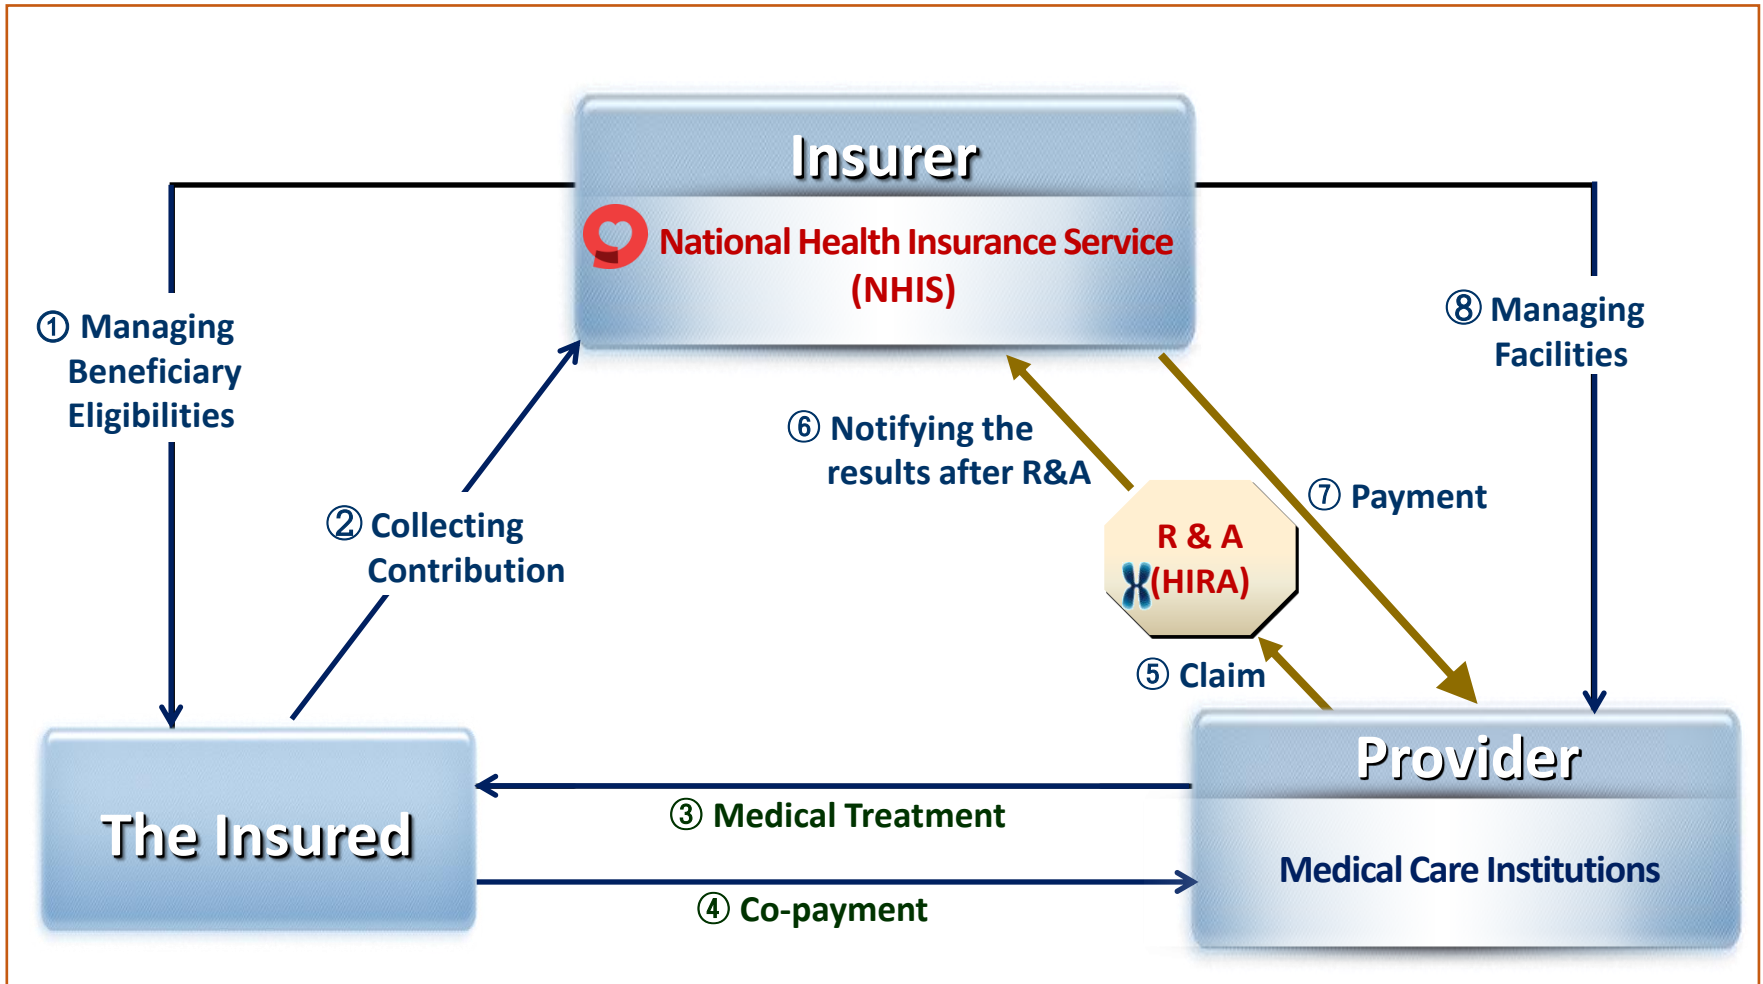 Insurer
National Health Insurance Service
(NHIS)
① Managing
Beneficiary
Eligibilities
② Collecting
Contribution
⑧ Managing
Facilities
⑥ Notifying the
results after R&A
⑦ Payment
R & A
(HIRA)
⑤ Claim
The Insured
③ Medical Treatment
④ Co-payment
Provider
Medical Care Institutions